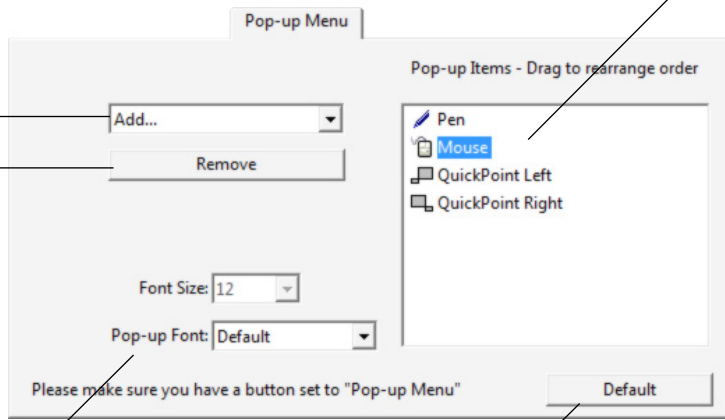 Pop-up Menu
Pop-up Items - Drag to rearrange order
Add...
Remove
Pen
Mouse
QuickPoint Left
QuickPoint Right
Font Size: 12
Pop-up Font: Default
Please make sure you have a button set to "Pop-up Menu"
Default